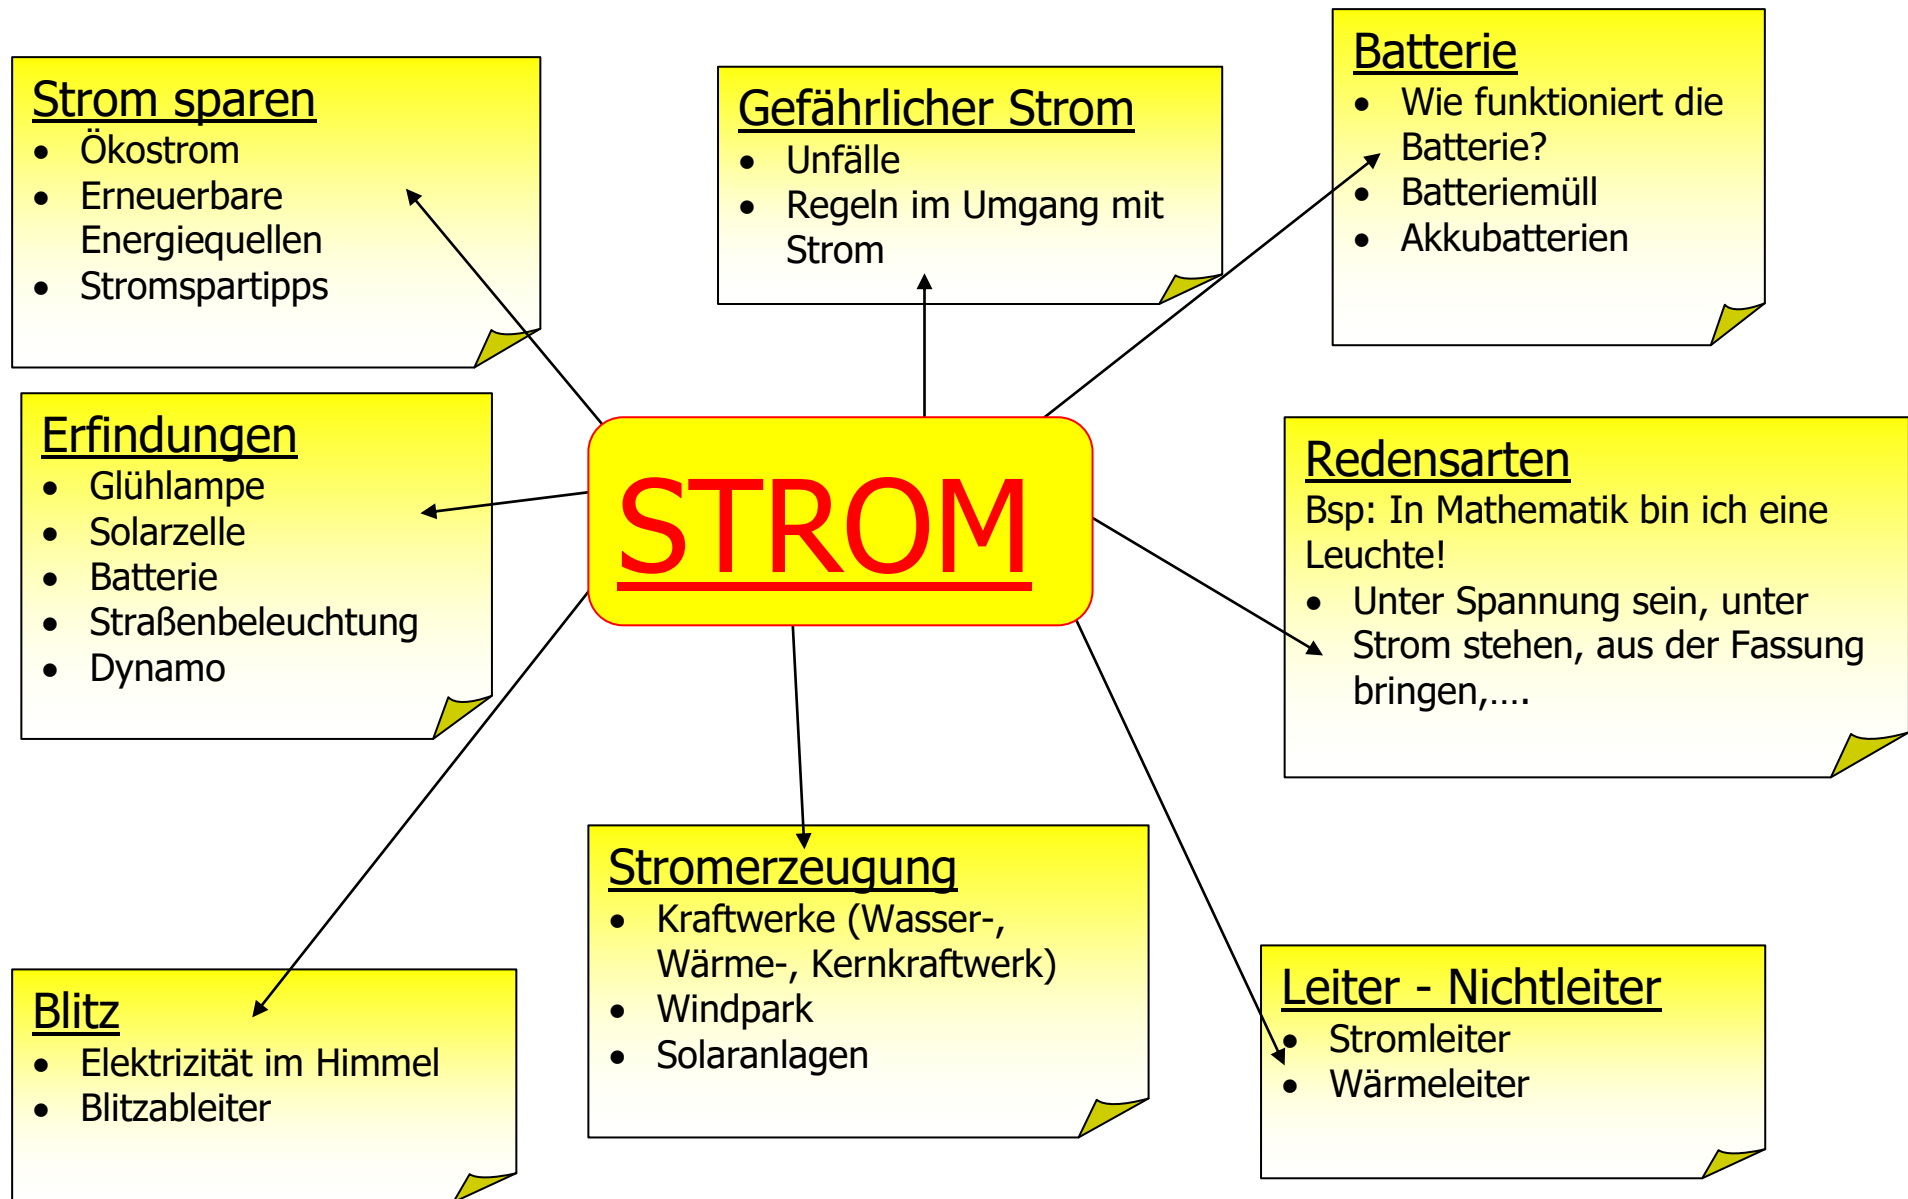 Strom sparen
• Ökostrom
• Erneuerbare
Energiequellen
• Stromspartipps
Gefährlicher Strom
• Unfälle
• Regeln im Umgang mit
Strom
Batterie
• Wie funktioniert die
Batterie?
• Batteriemüll
• Akkubatterien
Erfindungen
• Glühlampe
• Solarzelle
• Batterie
• Straßenbeleuchtung
• Dynamo
STROM
Redensarten
Bsp: In Mathematik bin ich eine
Leuchte!
• Unter Spannung sein, unter
Strom stehen, aus der Fassung
bringen,….
Blitz
• Elektrizität im Himmel
• Blitzableiter
Stromerzeugung
• Kraftwerke (Wasser-,
Wärme-, Kernkraftwerk)
• Windpark
• Solaranlagen
Leiter - Nichtleiter
• Stromleiter
• Wärmeleiter